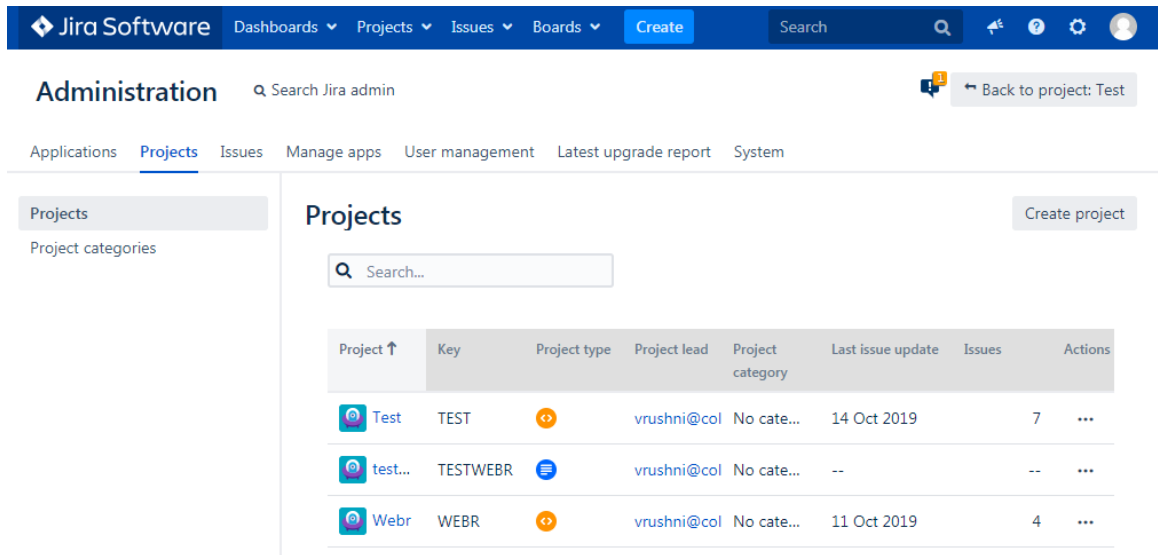 Jira Software Dashboards Projects Issues Boards Create Search
Administration Search Jira admin 1 Back to project: Test
Applications Projects Issues Manage apps User management Latest upgrade report System
Projects
Project categories
Projects Create project
Search...
Project Key Project type Project lead Project category Last issue update Issues Actions
Test TEST vrushni@col No cate... 14 Oct 2019 7 •••
test... TESTWEBR vrushni@col No cate... -- -- •••
Webr WEBR vrushni@col No cate... 11 Oct 2019 4 •••